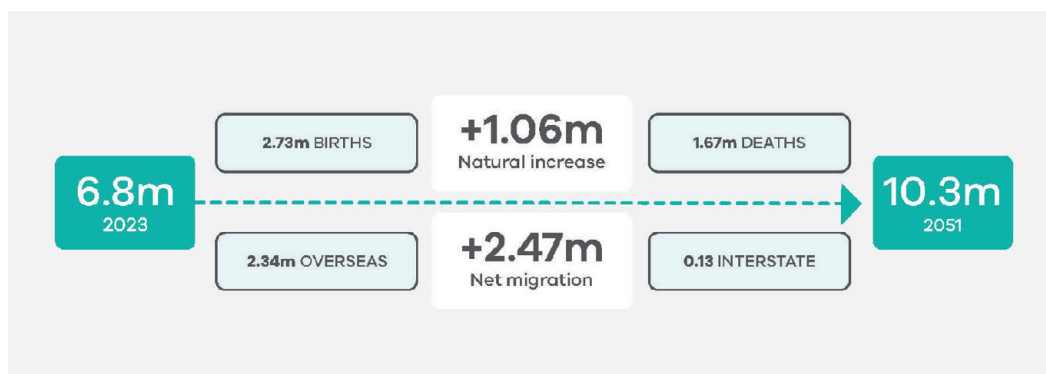 6.8m
2023
2.73m BIRTHS
+1.06m
Natural increase
1.67m DEATHS
2.34m OVERSEAS
+2.47m
Net migration
0.13 INTERSTATE
10.3m
2051